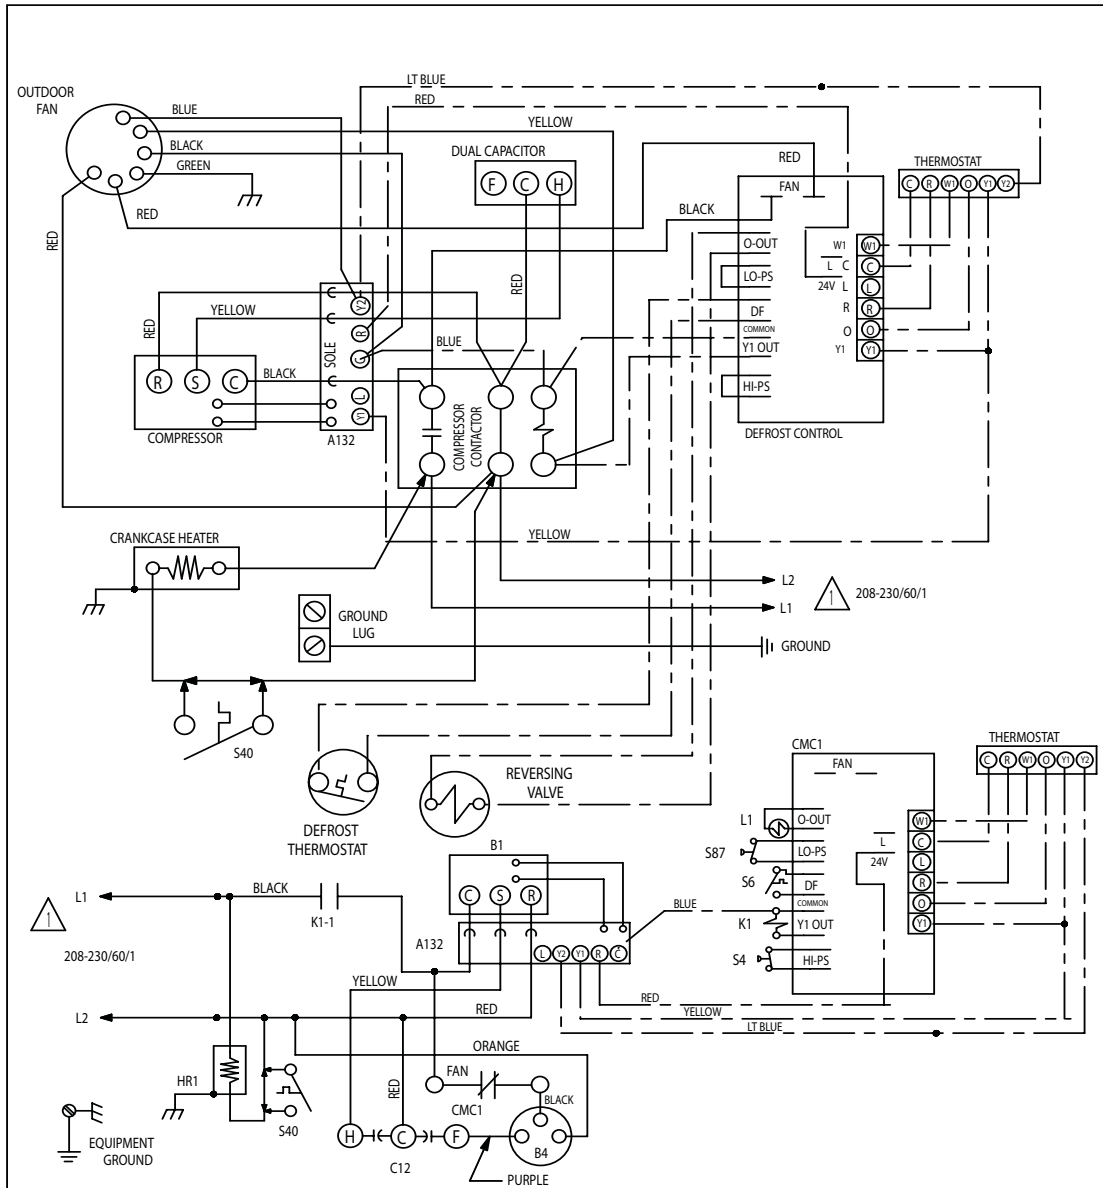 LT BLUE
OUTDOOR
FAN
BLUE
RED
YELLOW
BLACK
GREEN
DUAL CAPACITOR
F C H
RED
RED
RED
BLACK
FAN
THERMOSTAT
C R W1 O Y1 Y2
O-OUT
LO-PS
DF
COMMON
Y1 OUT
HI-PS
W1 W1
L C C
24V L L
R R
O O
Y1 Y1
DEFROST CONTROL
RED
YELLOW
RED
BLUE
Y2
R
C
L
Y1
SOLE
A132
R S C
BLACK
COMPRESSOR
COMPRESSOR
CONTACTOR
YELLOW
CRANKCASE HEATER
L2
L1
1
208-230/60/1
GROUND
LUG
GROUND
S40
DEFROST
THERMOSTAT
REVERSING
VALVE
CMC1
FAN
THERMOSTAT
C R W1 O Y1 Y2
L1
O-OUT
S87
LO-PS
S6
DF
COMMON
K1
Y1 OUT
S4
HI-PS
L
24V
W1
C
L
R
O
Y1
B1
C S R
A132
L Y2 Y1 R C
BLUE
RED
YELLOW
LT BLUE
L1
BLACK
K1-1
1
208-230/60/1
YELLOW
L2
RED
ORANGE
HR1
S40
RED
FAN
CMC1
BLACK
H C F
B4
C12
PURPLE
EQUIPMENT
GROUND